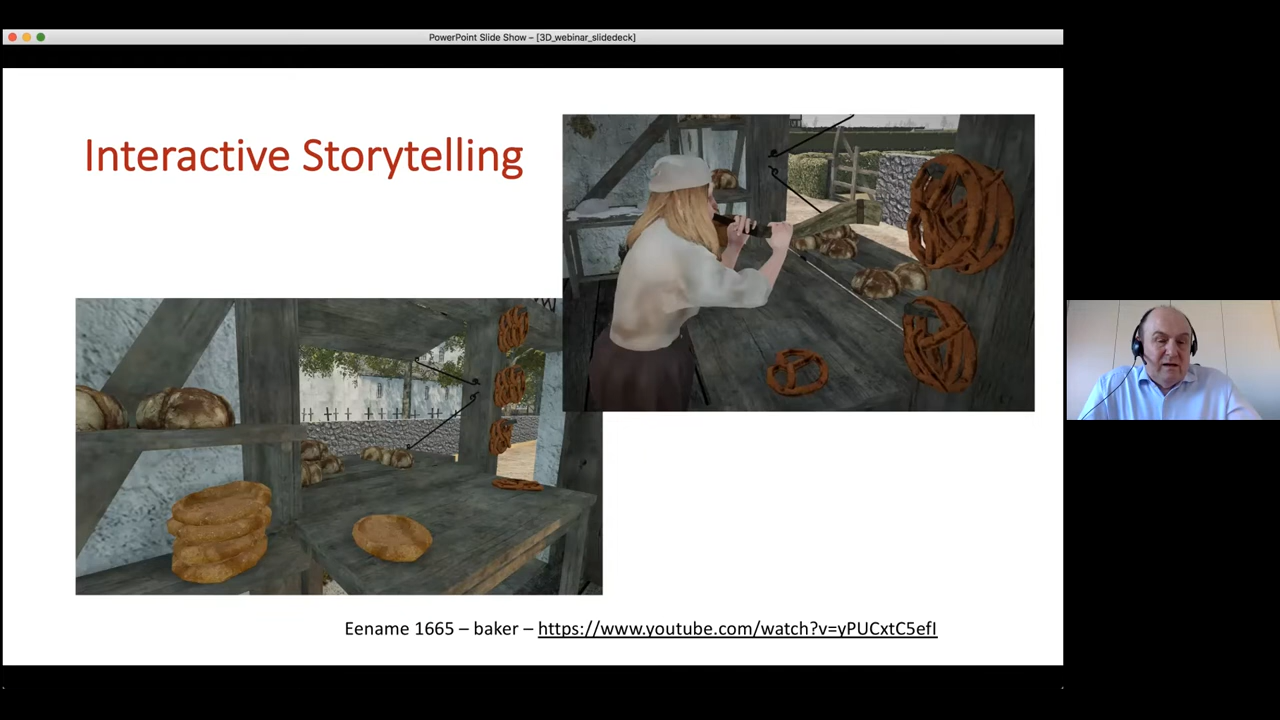 PowerPoint Slide Show – [3D_webinar_slidedeck]
Interactive Storytelling
Eename 1665 – baker – https://www.youtube.com/watch?v=yPUCxtC5efI